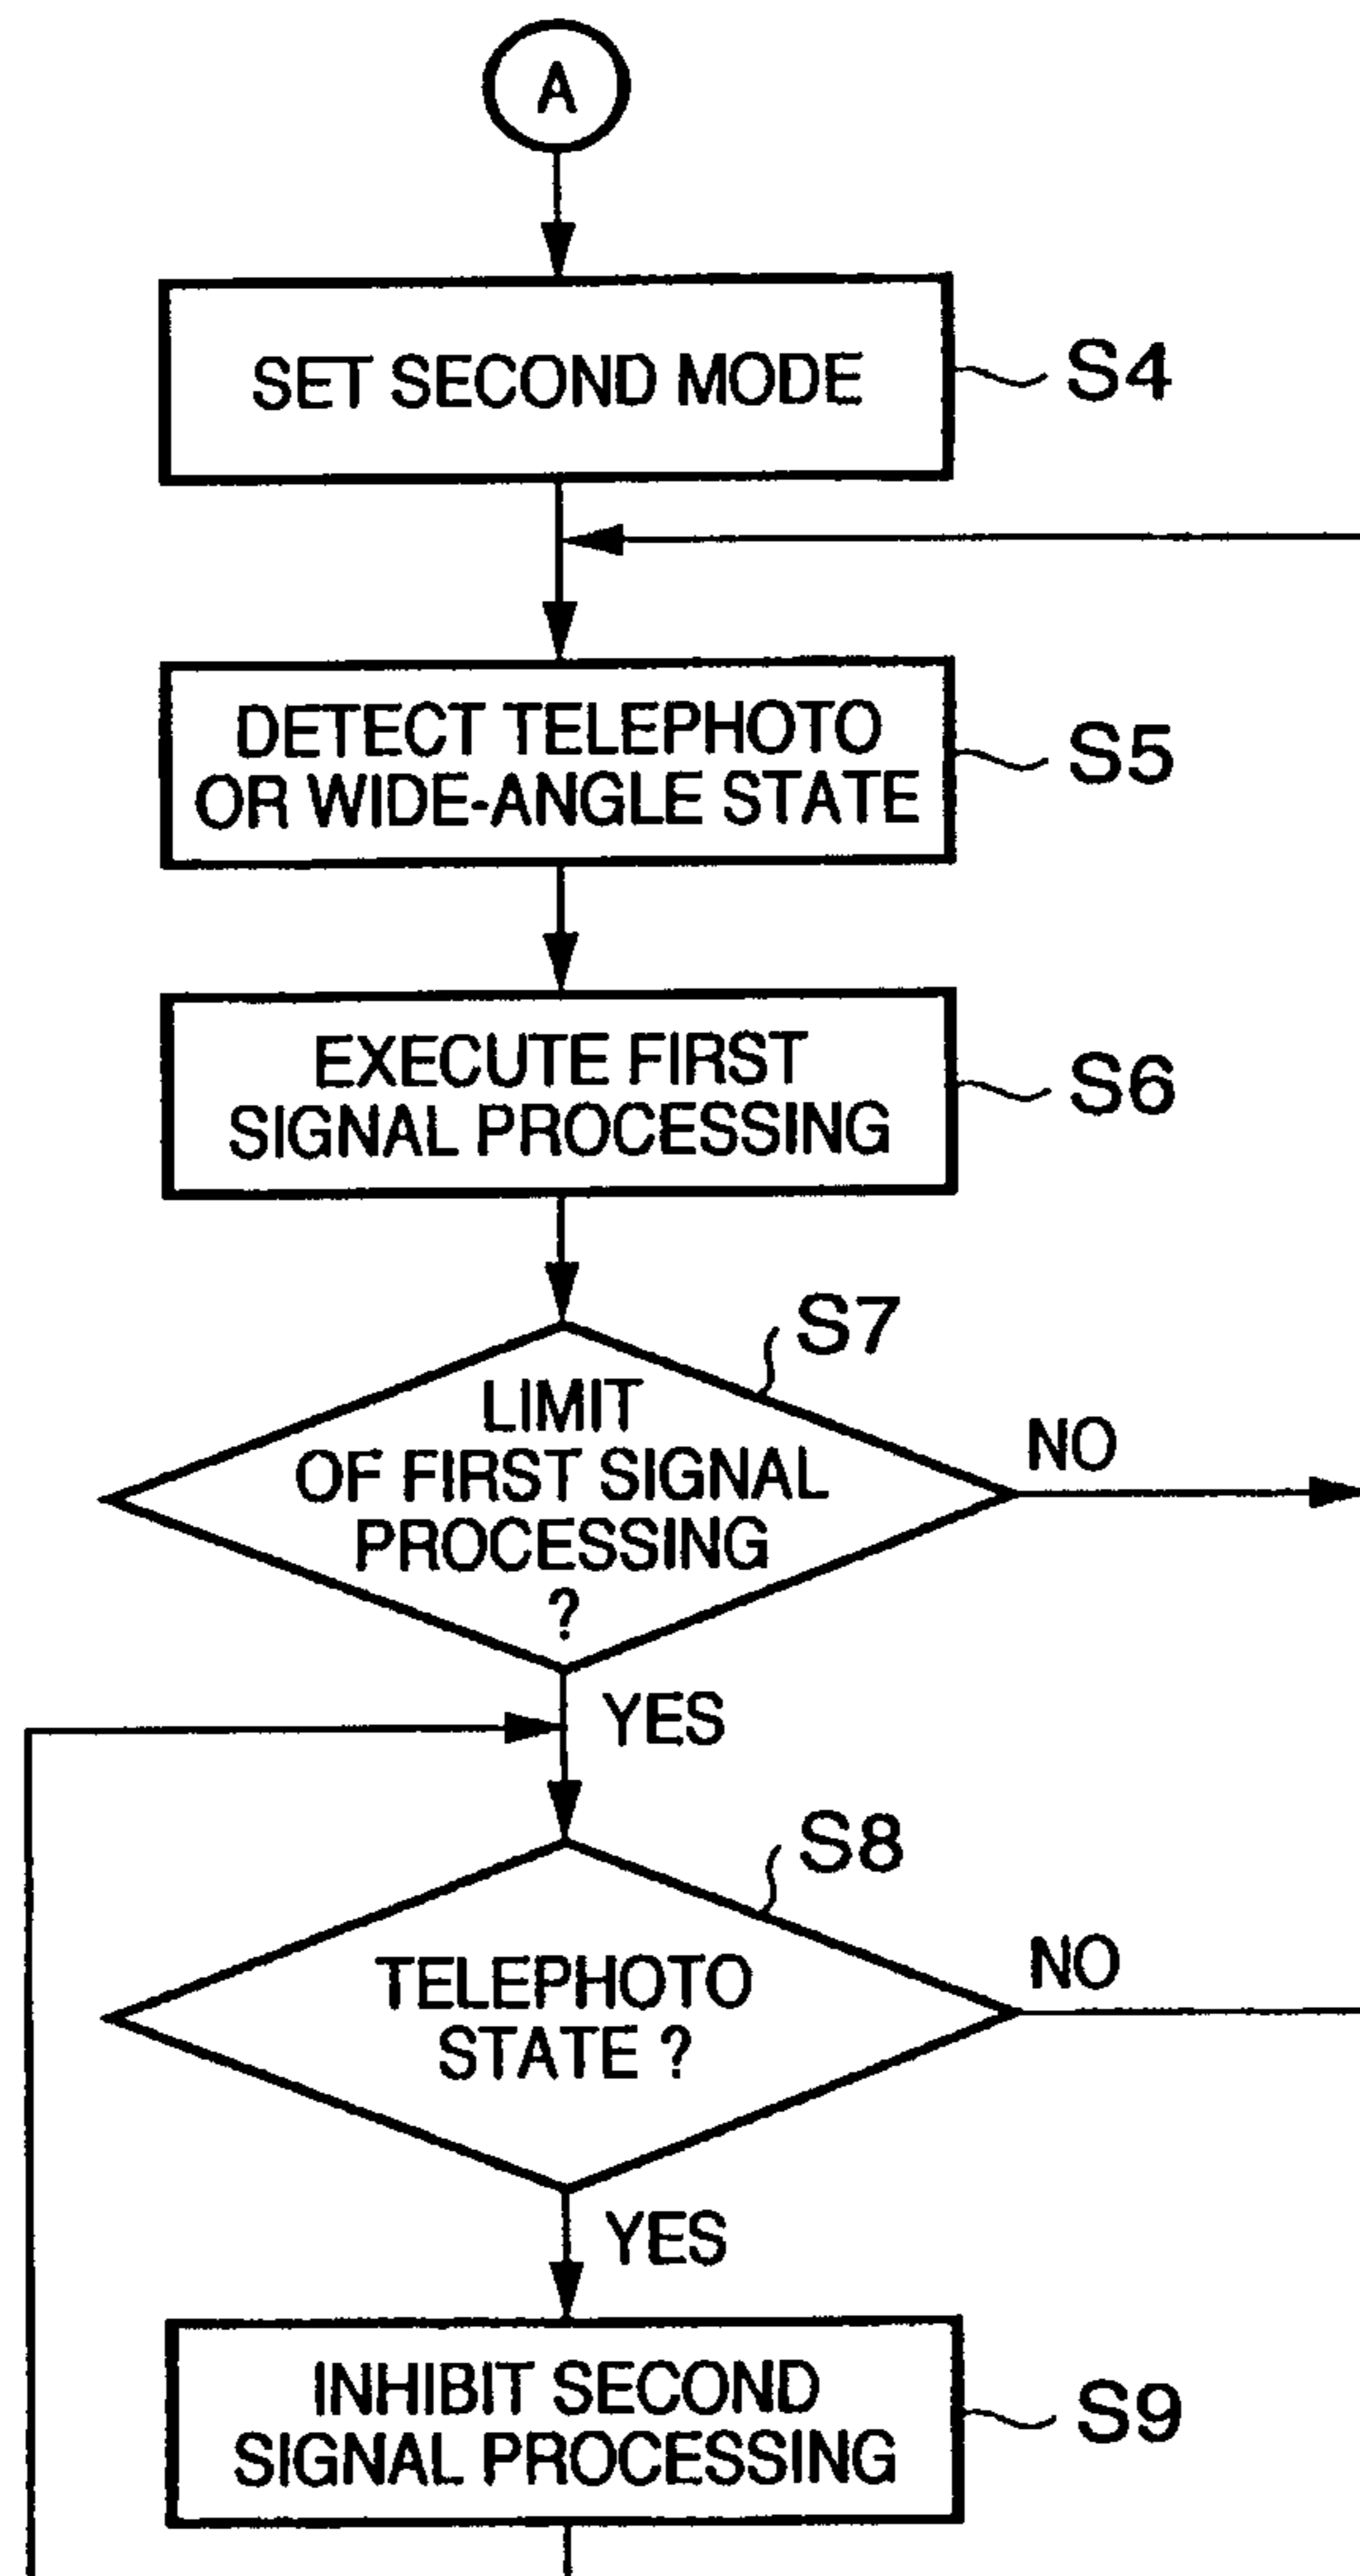 A
SET SECOND MODE
S4
DETECT TELEPHOTO
OR WIDE-ANGLE STATE
S5
EXECUTE FIRST
SIGNAL PROCESSING
S6
S7
LIMIT
OF FIRST SIGNAL
PROCESSING
?
NO
YES
S8
TELEPHOTO
STATE ?
NO
YES
INHIBIT SECOND
SIGNAL PROCESSING
S9